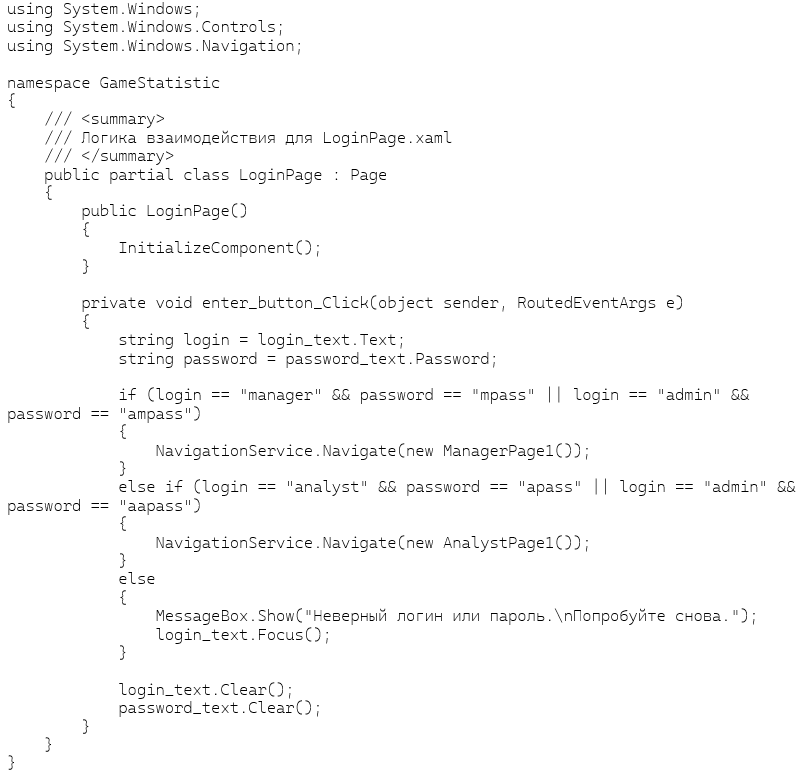 using System.Windows;
using System.Windows.Controls;
using System.Windows.Navigation;

namespace GameStatistic
{
    /// <summary>
    /// Логика взаимодействия для LoginPage.xaml
    /// </summary>
    public partial class LoginPage : Page
    {
        public LoginPage()
        {
            InitializeComponent();
        }

        private void enter_button_Click(object sender, RoutedEventArgs e)
        {
            string login = login_text.Text;
            string password = password_text.Password;

            if (login == "manager" && password == "mpass" || login == "admin" &&
password == "ampass")
            {
                NavigationService.Navigate(new ManagerPage1());
            }
            else if (login == "analyst" && password == "apass" || login == "admin" &&
password == "aapass")
            {
                NavigationService.Navigate(new AnalystPage1());
            }
            else
            {
                MessageBox.Show("Неверный логин или пароль.\nПопробуйте снова.");
                login_text.Focus();
            }

            login_text.Clear();
            password_text.Clear();
        }
    }
}